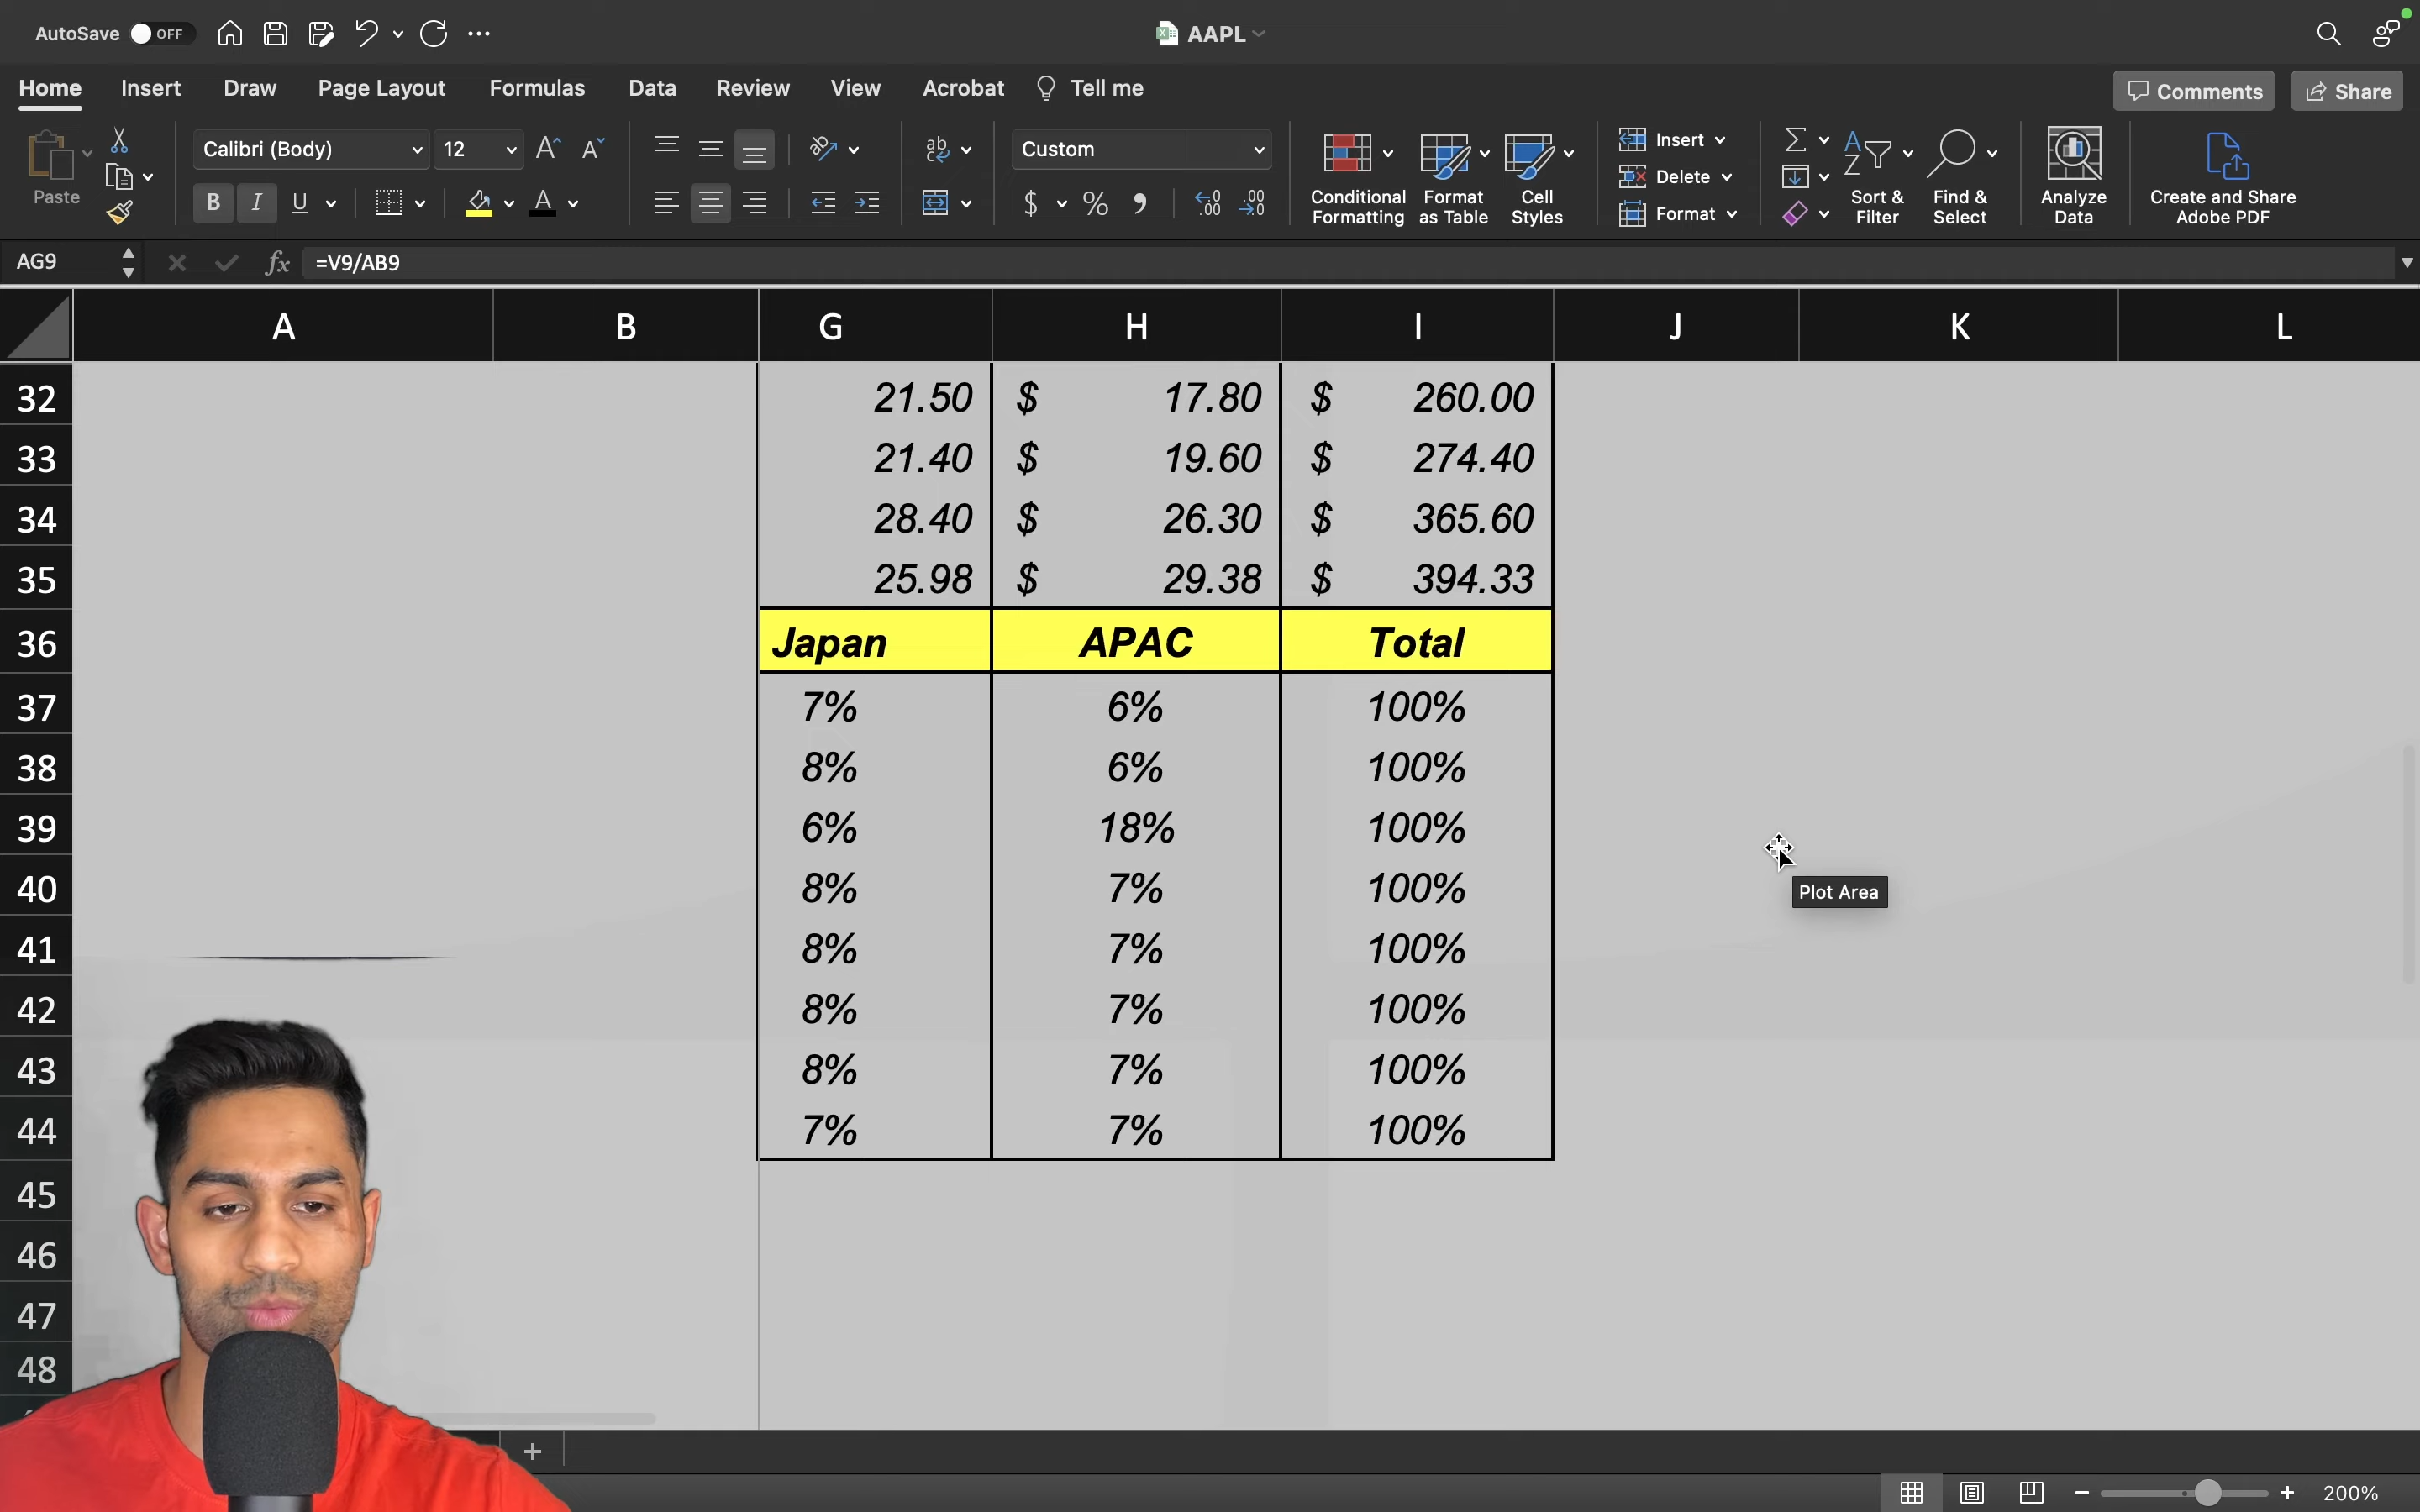 AutoSave OFF AAPL
Home Insert Draw Page Layout Formulas Data Review View Acrobat Tell me Comments Share
Paste Calibri (Body) 12 Custom Conditional Formatting Format as Table Cell Styles Insert Delete Format Sort & Filter Find & Select Analyze Data Create and Share Adobe PDF
AG9 fx =V9/AB9
A B G H I J K L
32 21.50 $ 17.80 $ 260.00
33 21.40 $ 19.60 $ 274.40
34 28.40 $ 26.30 $ 365.60
35 25.98 $ 29.38 $ 394.33
36 Japan APAC Total
37 7% 6% 100%
38 8% 6% 100%
39 6% 18% 100%
40 8% 7% 100%
Plot Area
41 8% 7% 100%
42 8% 7% 100%
43 8% 7% 100%
44 7% 7% 100%
45
46
47
48
200%